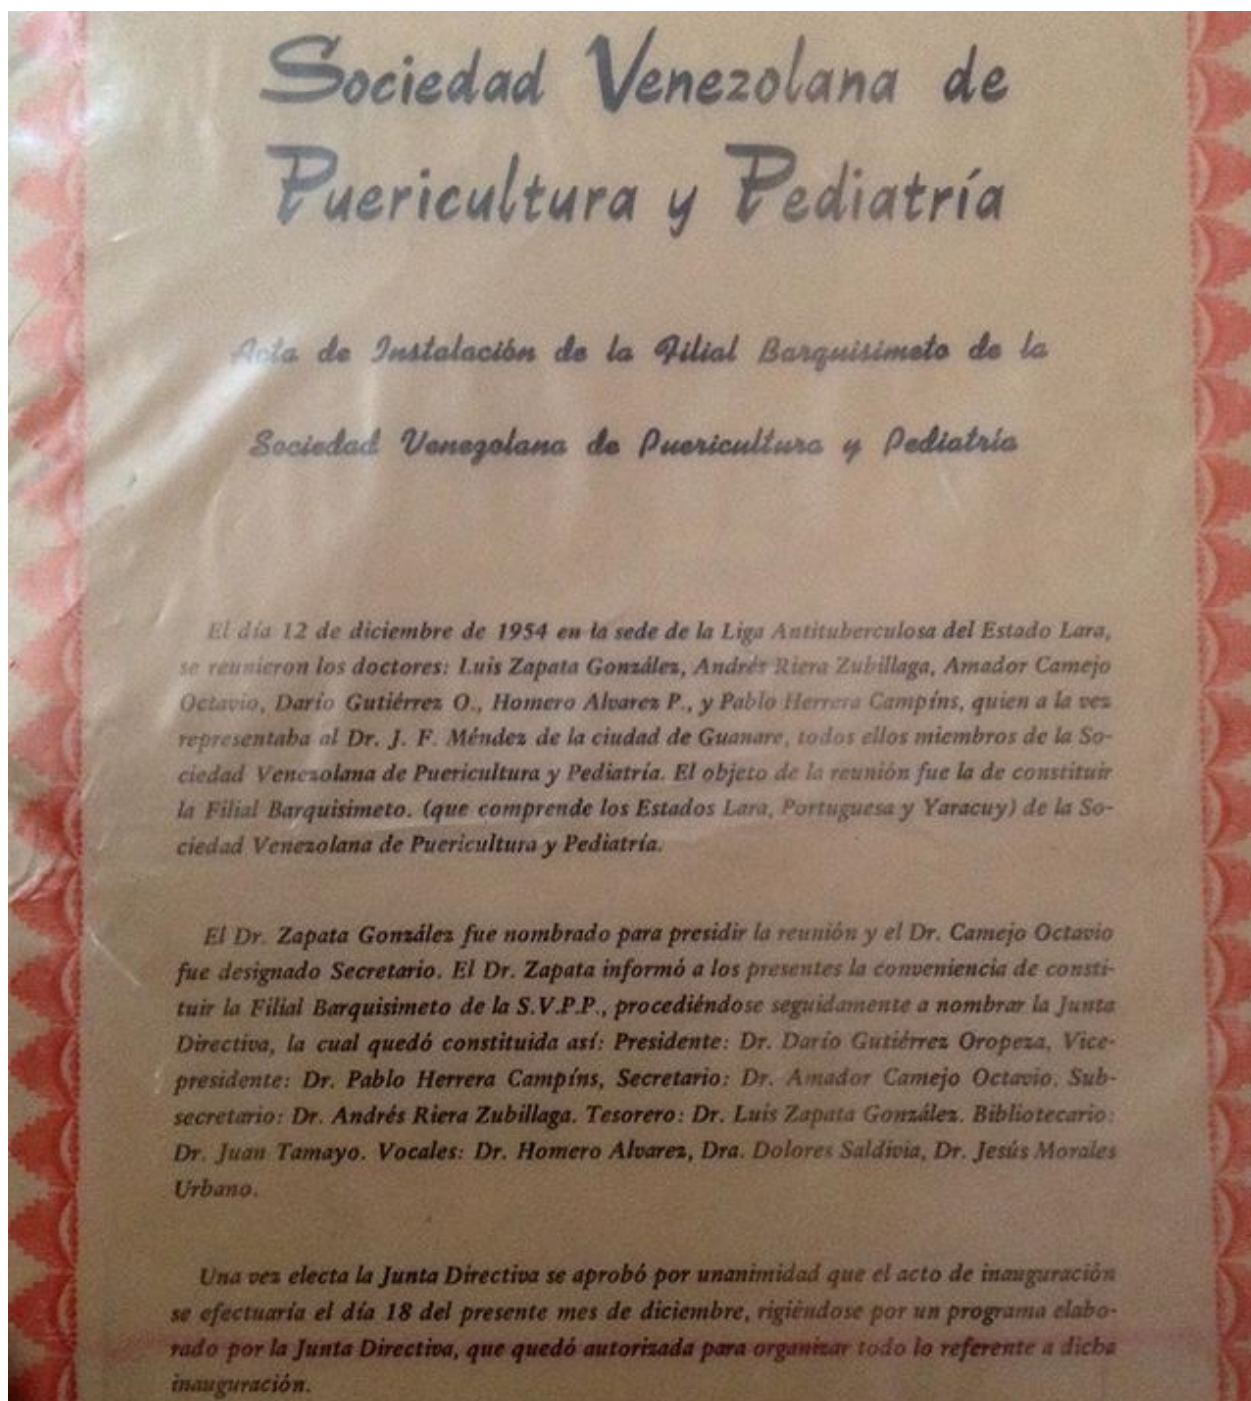 Sociedad Venezolana de
Puericultura y Pediatría
Acta de Instalación de la Filial Barquisimeto de la
Sociedad Venezolana de Puericultura y Pediatría
El día 12 de diciembre de 1954 en la sede de la Liga Antituberculosa del Estado Lara,
se reunieron los doctores: Luis Zapata González, Andrés Riera Zubillaga, Amador Camejo
Octavio, Darío Gutiérrez O., Homero Alvarez P., y Pablo Herrera Campíns, quien a la vez
representaba al Dr. J. F. Méndez de la ciudad de Guanare, todos ellos miembros de la So-
ciedad Venezolana de Puericultura y Pediatría. El objeto de la reunión fue la de constituir
la Filial Barquisimeto. (que comprende los Estados Lara, Portuguesa y Yaracuy) de la So-
ciedad Venezolana de Puericultura y Pediatría.
El Dr. Zapata González fue nombrado para presidir la reunión y el Dr. Camejo Octavio
fue designado Secretario. El Dr. Zapata informó a los presentes la conveniencia de consti-
tuir la Filial Barquisimeto de la S.V.P.P., procediéndose seguidamente a nombrar la Junta
Directiva, la cual quedó constituida así: Presidente: Dr. Darío Gutiérrez Oropeza, Vice-
presidente: Dr. Pablo Herrera Campíns, Secretario: Dr. Amador Camejo Octavio. Sub-
secretario: Dr. Andrés Riera Zubillaga. Tesorero: Dr. Luis Zapata González. Bibliotecario:
Dr. Juan Tamayo. Vocales: Dr. Homero Alvarez, Dra. Dolores Saldivia, Dr. Jesús Morales
Urbano.
Una vez electa la Junta Directiva se aprobó por unanimidad que el acto de inauguración
se efectuaría el día 18 del presente mes de diciembre, rigiéndose por un programa elabo-
rado por la Junta Directiva, que quedó autorizada para organizar todo lo referente a dicha
inauguración.